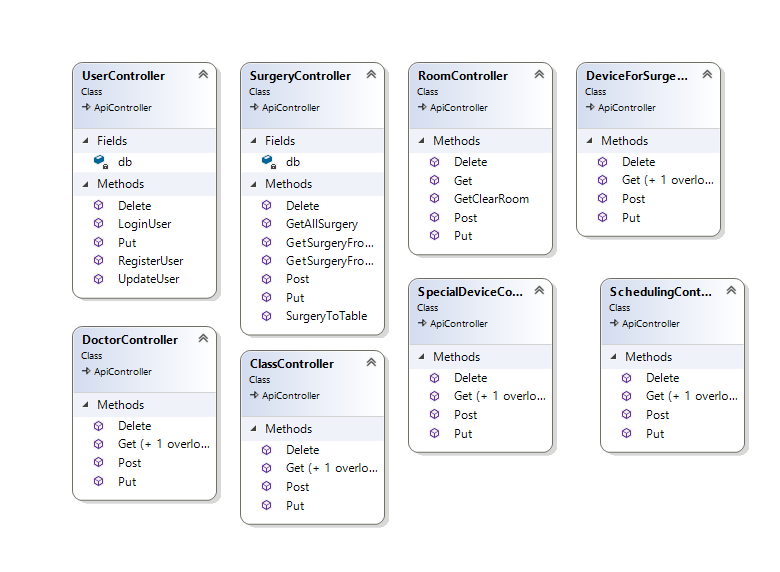 UserController
Class
ApiController
Fields
db
Methods
Delete
LoginUser
Put
RegisterUser
UpdateUser
SurgeryController
Class
ApiController
Fields
db
Methods
Delete
GetAllSurgery
GetSurgeryFro...
GetSurgeryFro...
Post
Put
SurgeryToTable
RoomController
Class
ApiController
Methods
Delete
Get
GetClearRoom
Post
Put
DeviceForSurge...
Class
ApiController
Methods
Delete
Get (+ 1 overlo...
Post
Put
DoctorController
Class
ApiController
Methods
Delete
Get (+ 1 overlo...
Post
Put
ClassController
Class
ApiController
Methods
Delete
Get (+ 1 overlo...
Post
Put
SpecialDeviceCo...
Class
ApiController
Methods
Delete
Get (+ 1 overlo...
Post
Put
SchedulingCont...
Class
ApiController
Methods
Delete
Get (+ 1 overlo...
Post
Put